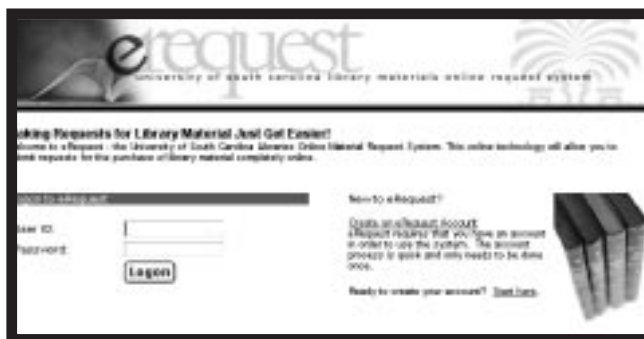 erequest
university of south carolina library materials online request system
aking Requests for Library Material Just Got Easier!
elcome to eRequest - the University of South Carolina Libraries Online Material Request System. This online technology will allow you to
bmit requests for the purchase of library material completely online.
ogon to eRequest
ser ID:
assword:
Logon
New to eRequest?
Create an eRequest Account
eRequest requires that you have an account
in order to use the system. The account
process is quick and only needs to be done
once.
Ready to create your account? Start here.